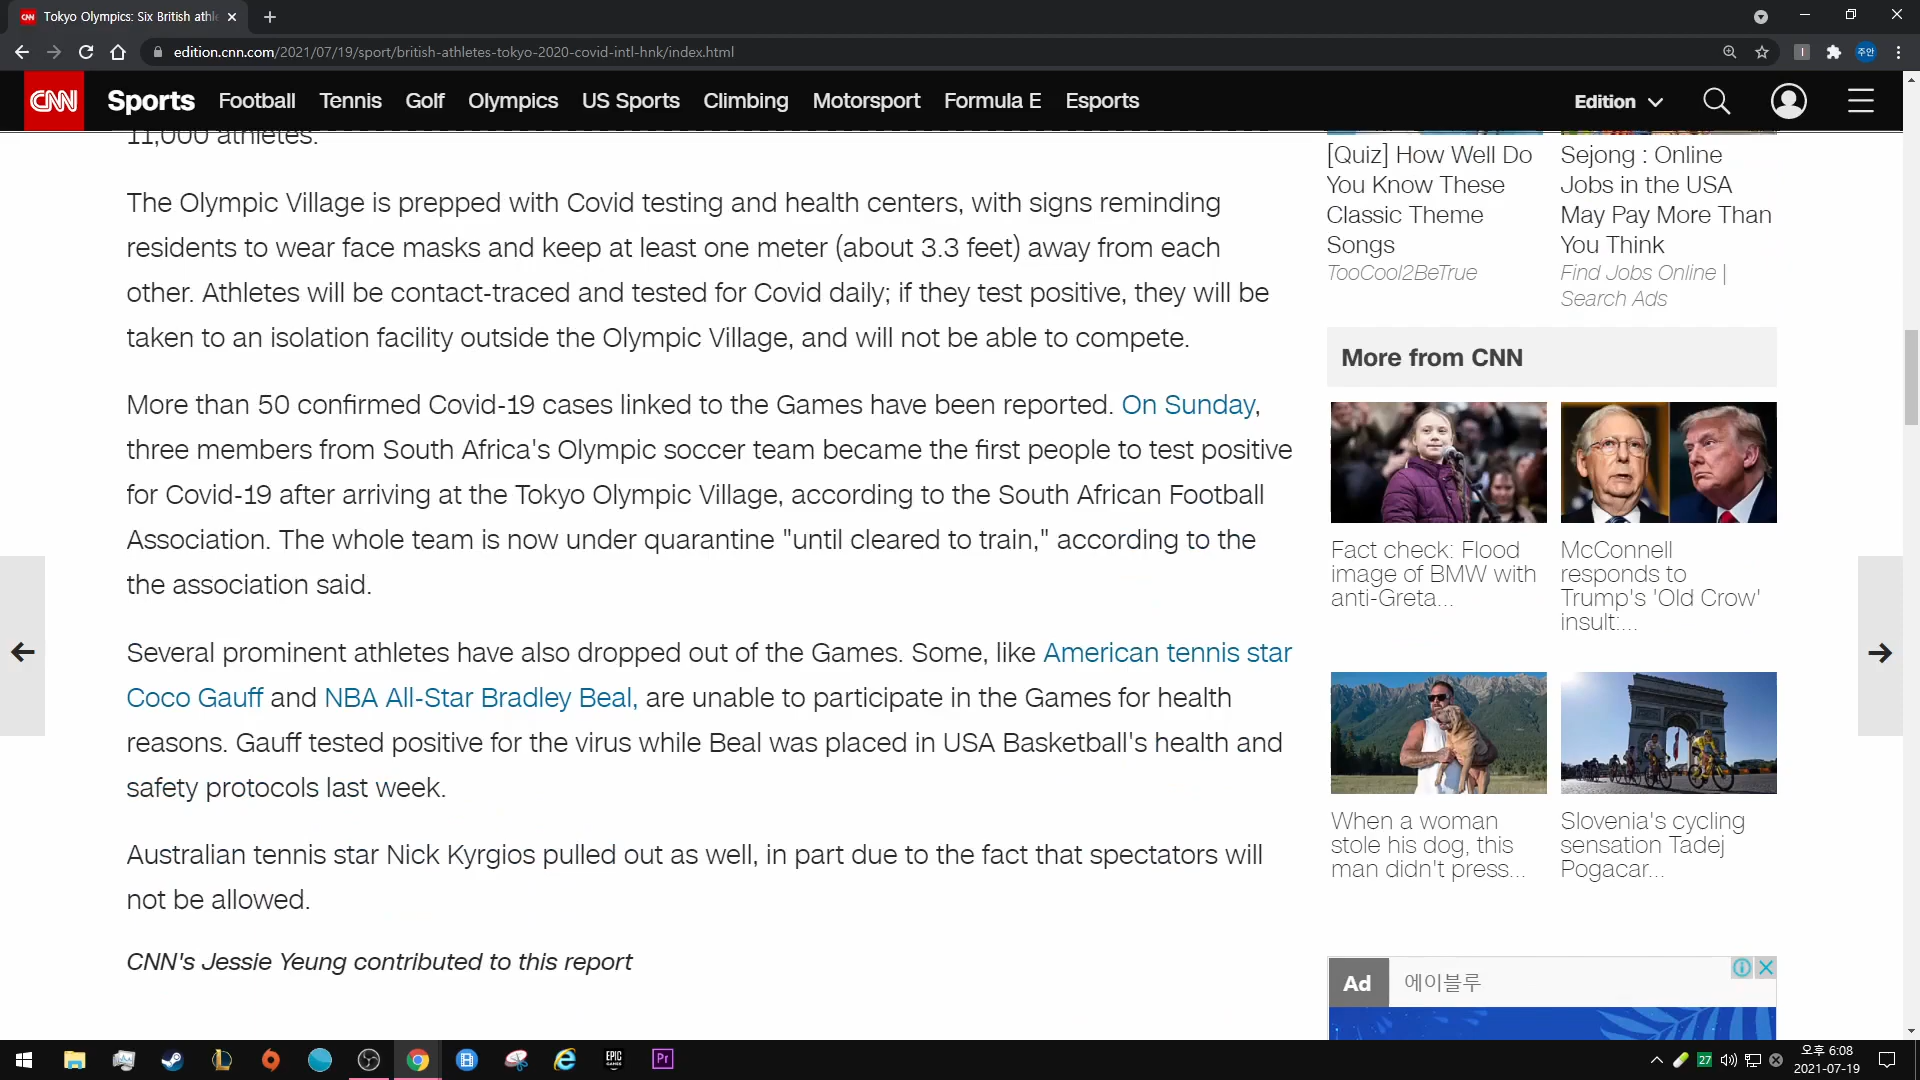 Tokyo Olympics: Six British athle
edition.cnn.com/2021/07/19/sport/british-athletes-tokyo-2020-covid-intl-hnk/index.html
주안
CNN Sports Football Tennis Golf Olympics US Sports Climbing Motorsport Formula E Esports Edition
11,000 athletes.
The Olympic Village is prepped with Covid testing and health centers, with signs reminding
residents to wear face masks and keep at least one meter (about 3.3 feet) away from each
other. Athletes will be contact-traced and tested for Covid daily; if they test positive, they will be
taken to an isolation facility outside the Olympic Village, and will not be able to compete.
More than 50 confirmed Covid-19 cases linked to the Games have been reported. On Sunday,
three members from South Africa's Olympic soccer team became the first people to test positive
for Covid-19 after arriving at the Tokyo Olympic Village, according to the South African Football
Association. The whole team is now under quarantine "until cleared to train," according to the
the association said.
Several prominent athletes have also dropped out of the Games. Some, like American tennis star
Coco Gauff and NBA All-Star Bradley Beal, are unable to participate in the Games for health
reasons. Gauff tested positive for the virus while Beal was placed in USA Basketball's health and
safety protocols last week.
Australian tennis star Nick Kyrgios pulled out as well, in part due to the fact that spectators will
not be allowed.
CNN's Jessie Yeung contributed to this report
[Quiz] How Well Do
You Know These
Classic Theme
Songs
TooCool2BeTrue
Sejong : Online
Jobs in the USA
May Pay More Than
You Think
Find Jobs Online |
Search Ads
More from CNN
Fact check: Flood
image of BMW with
anti-Greta...
McConnell
responds to
Trump's 'Old Crow'
insult:...
When a woman
stole his dog, this
man didn't press...
Slovenia's cycling
sensation Tadej
Pogacar...
Ad
에이블루
EPIC
GAMES
Pr
27
오후 6:08
2021-07-19